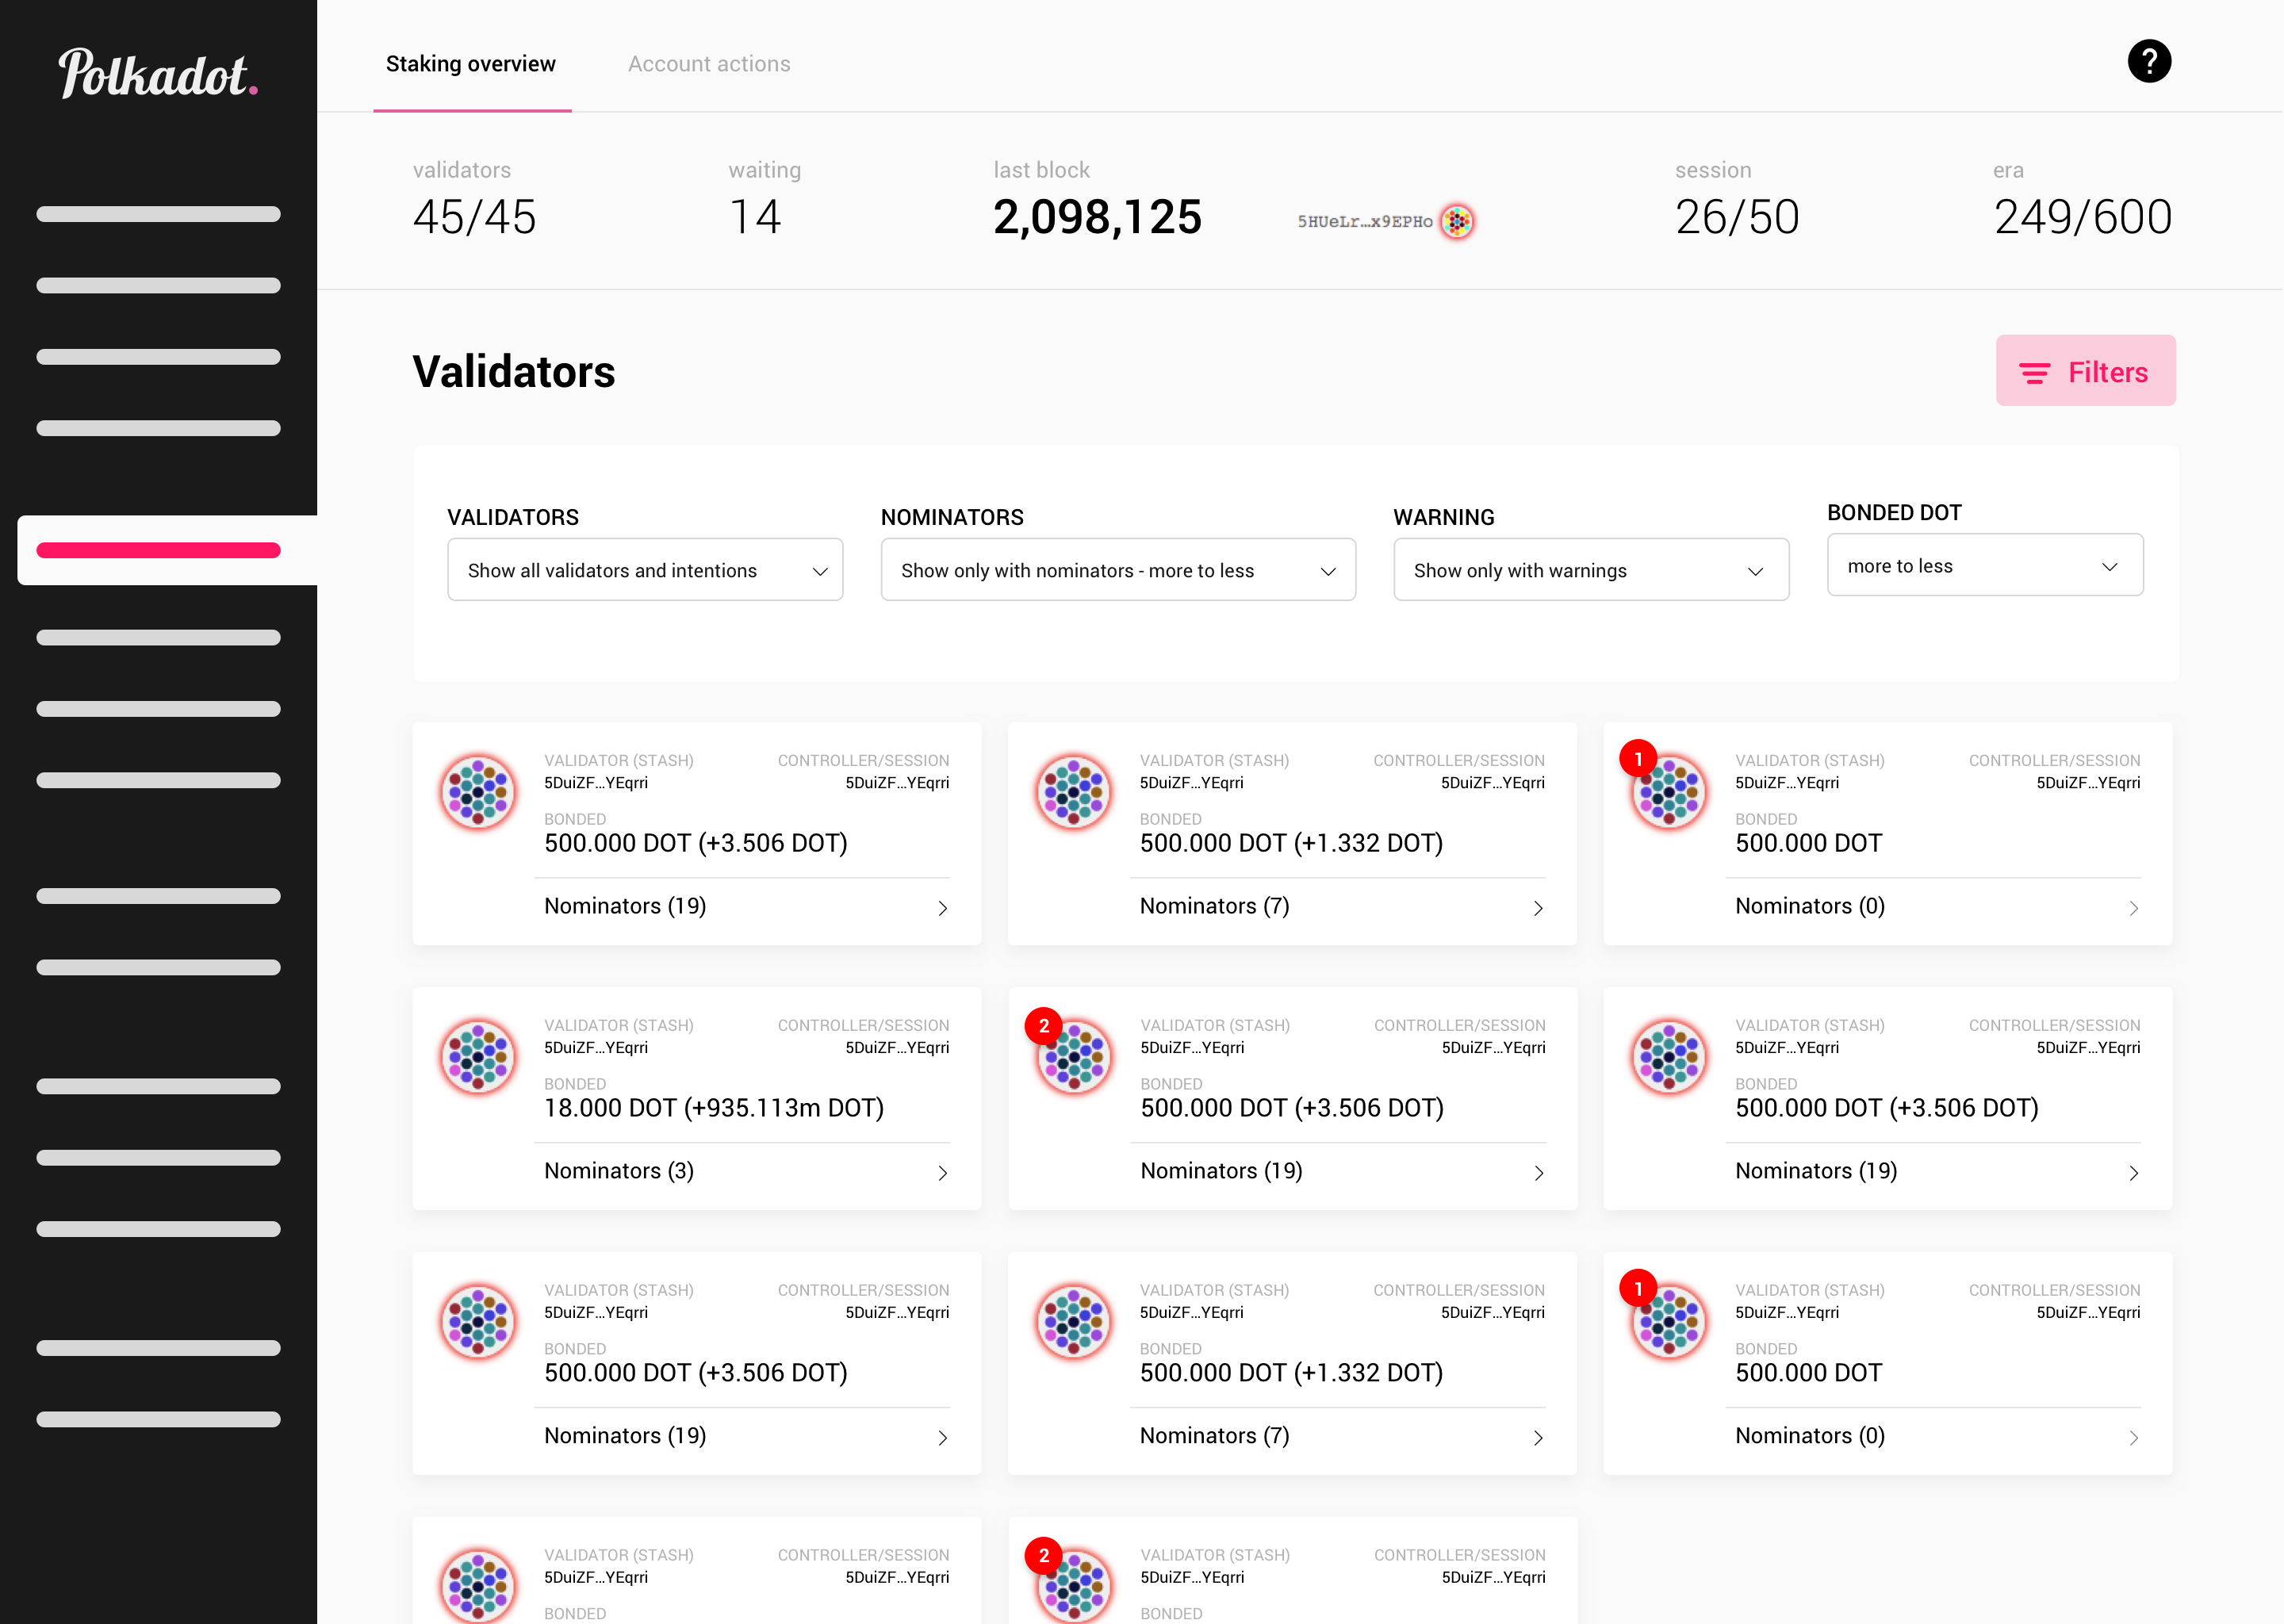 Polkadot.
Staking overview
Account actions
?
validators
45/45
waiting
14
last block
2,098,125
5HUeLr…x9EPHo
session
26/50
era
249/600
Validators
Filters
VALIDATORS
Show all validators and intentions
NOMINATORS
Show only with nominators - more to less
WARNING
Show only with warnings
BONDED DOT
more to less
VALIDATOR (STASH)
5DuiZF…YEqrri
CONTROLLER/SESSION
5DuiZF…YEqrri
BONDED
500.000 DOT (+3.506 DOT)
Nominators (19)
VALIDATOR (STASH)
5DuiZF…YEqrri
CONTROLLER/SESSION
5DuiZF…YEqrri
BONDED
500.000 DOT (+1.332 DOT)
Nominators (7)
1
VALIDATOR (STASH)
5DuiZF…YEqrri
CONTROLLER/SESSION
5DuiZF…YEqrri
BONDED
500.000 DOT
Nominators (0)
VALIDATOR (STASH)
5DuiZF…YEqrri
CONTROLLER/SESSION
5DuiZF…YEqrri
BONDED
18.000 DOT (+935.113m DOT)
Nominators (3)
2
VALIDATOR (STASH)
5DuiZF…YEqrri
CONTROLLER/SESSION
5DuiZF…YEqrri
BONDED
500.000 DOT (+3.506 DOT)
Nominators (19)
VALIDATOR (STASH)
5DuiZF…YEqrri
CONTROLLER/SESSION
5DuiZF…YEqrri
BONDED
500.000 DOT (+3.506 DOT)
Nominators (19)
VALIDATOR (STASH)
5DuiZF…YEqrri
CONTROLLER/SESSION
5DuiZF…YEqrri
BONDED
500.000 DOT (+3.506 DOT)
Nominators (19)
VALIDATOR (STASH)
5DuiZF…YEqrri
CONTROLLER/SESSION
5DuiZF…YEqrri
BONDED
500.000 DOT (+1.332 DOT)
Nominators (7)
1
VALIDATOR (STASH)
5DuiZF…YEqrri
CONTROLLER/SESSION
5DuiZF…YEqrri
BONDED
500.000 DOT
Nominators (0)
VALIDATOR (STASH)
5DuiZF…YEqrri
CONTROLLER/SESSION
5DuiZF…YEqrri
BONDED
2
VALIDATOR (STASH)
5DuiZF…YEqrri
CONTROLLER/SESSION
5DuiZF…YEqrri
BONDED